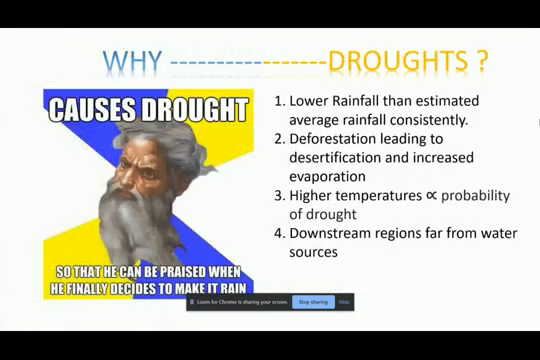 WHY -----------------DROUGHTS ?
CAUSES DROUGHT
SO THAT HE CAN BE PRAISED WHEN
HE FINALLY DECIDES TO MAKE IT RAIN
1. Lower Rainfall than estimated
average rainfall consistently.
2. Deforestation leading to
desertification and increased
evaporation
3. Higher temperatures ∝ probability
of drought
4. Downstream regions far from water
sources
Loom for Chrome is sharing your screen.
Stop sharing
Hide